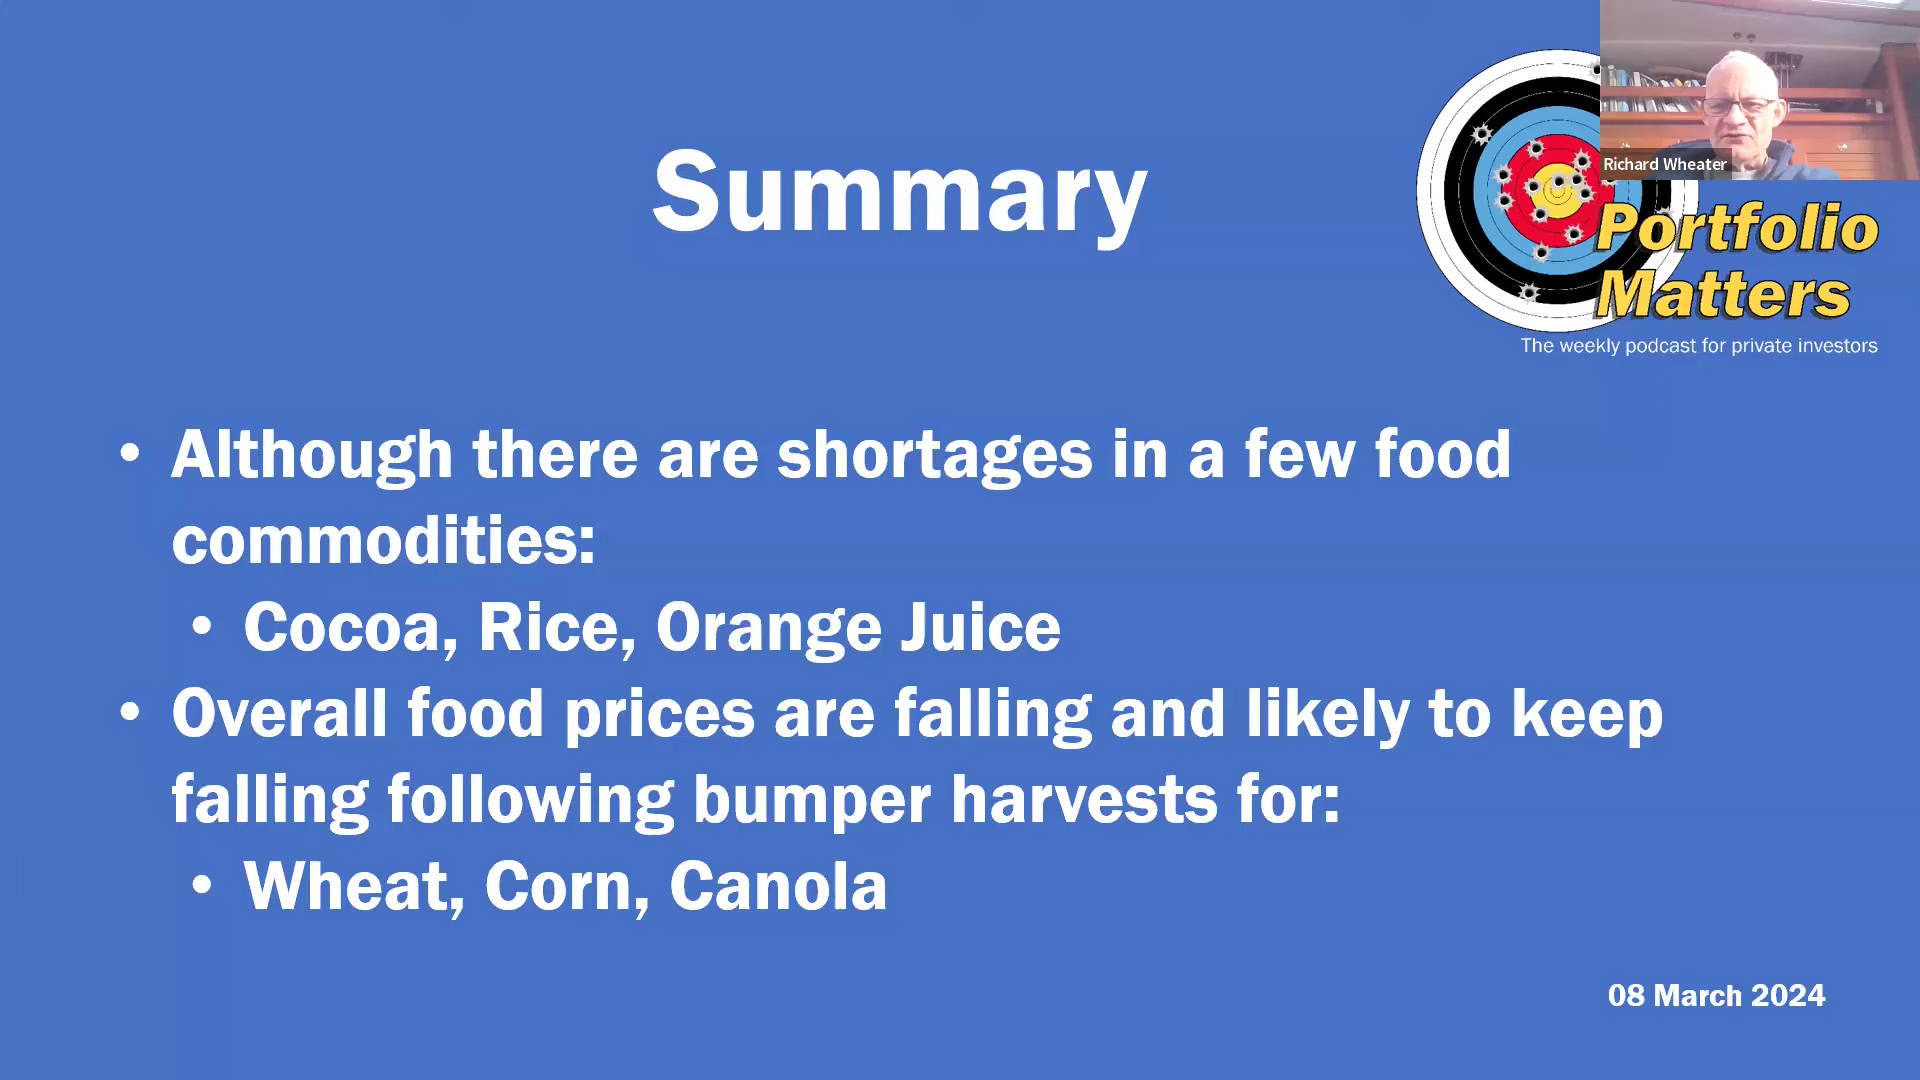 Summary
Richard Wheater
Portfolio
Matters
The weekly podcast for private investors
• Although there are shortages in a few food
commodities:
• Cocoa, Rice, Orange Juice
• Overall food prices are falling and likely to keep
falling following bumper harvests for:
• Wheat, Corn, Canola
08 March 2024